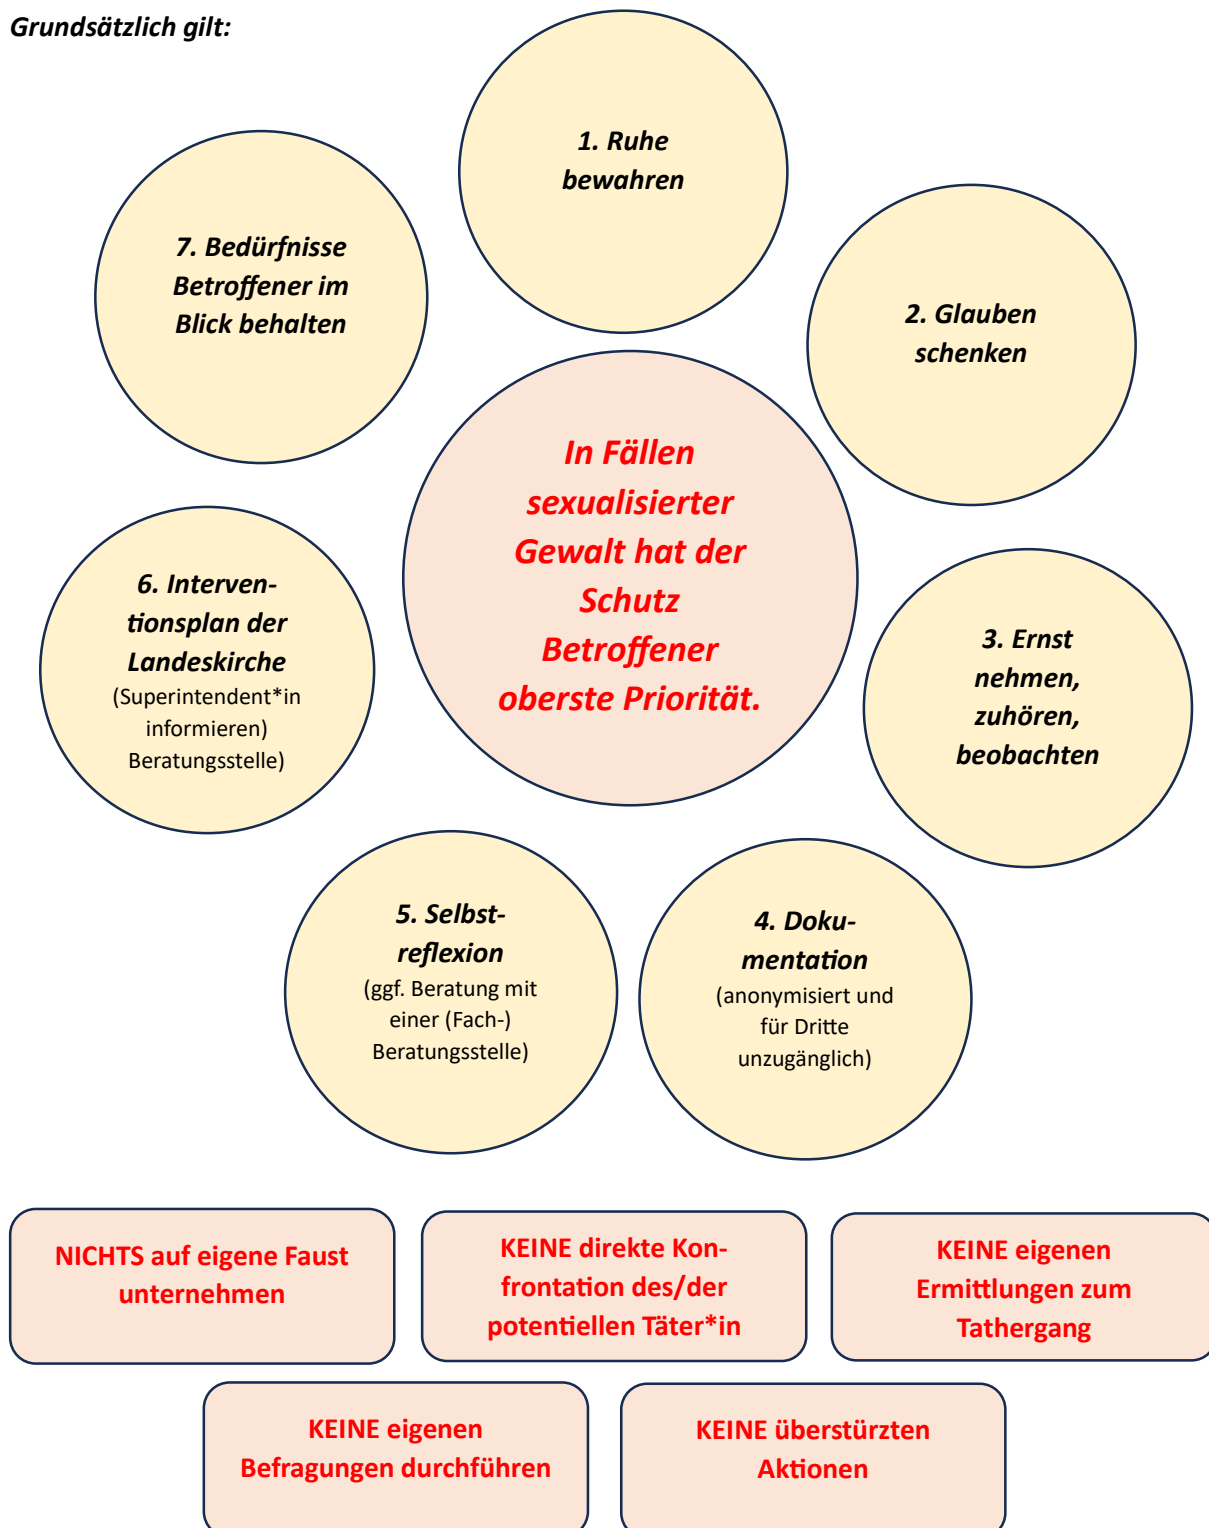 Grundsätzlich gilt:
1. Ruhe
bewahren
2. Glauben
schenken
3. Ernst
nehmen,
zuhören,
beobachten
4. Doku-
mentation
(anonymisiert und
für Dritte
unzugänglich)
5. Selbst-
reflexion
(ggf. Beratung mit
einer (Fach-)
Beratungsstelle)
6. Interven-
tionsplan der
Landeskirche
(Superintendent*in
informieren)
Beratungsstelle)
7. Bedürfnisse
Betroffener im
Blick behalten
In Fällen
sexualisierter
Gewalt hat der
Schutz
Betroffener
oberste Priorität.
NICHTS auf eigene Faust
unternehmen
KEINE direkte Kon-
frontation des/der
potentiellen Täter*in
KEINE eigenen
Ermittlungen zum
Tathergang
KEINE eigenen
Befragungen durchführen
KEINE überstürzten
Aktionen